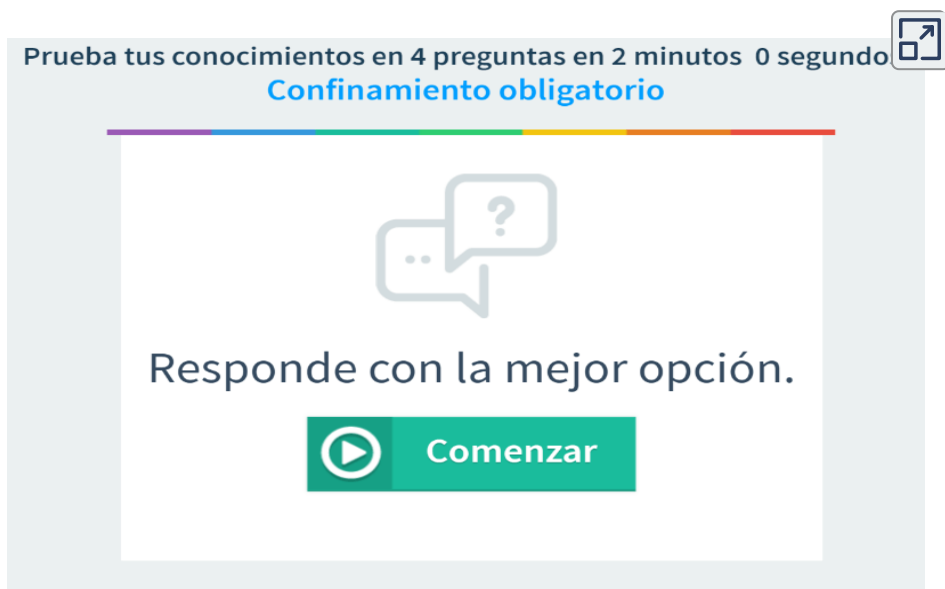 Prueba tus conocimientos en 4 preguntas en 2 minutos 0 segundo
Confinamiento obligatorio
?
Responde con la mejor opción.
Comenzar